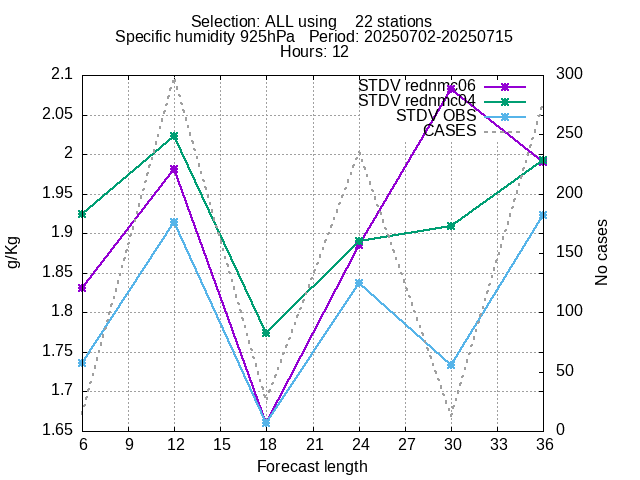 Selection: ALL using    22 stations
Specific humidity 925hPa   Period: 20250702-20250715
Hours: 12
STDV rednmc06
STDV rednmc04
STDV OBS
CASES
g/Kg
2.1
2.05
2
1.95
1.9
1.85
1.8
1.75
1.7
1.65
300
250
200
150
100
50
0
No cases
6 9 12 15 18 21 24 27 30 33 36
Forecast length